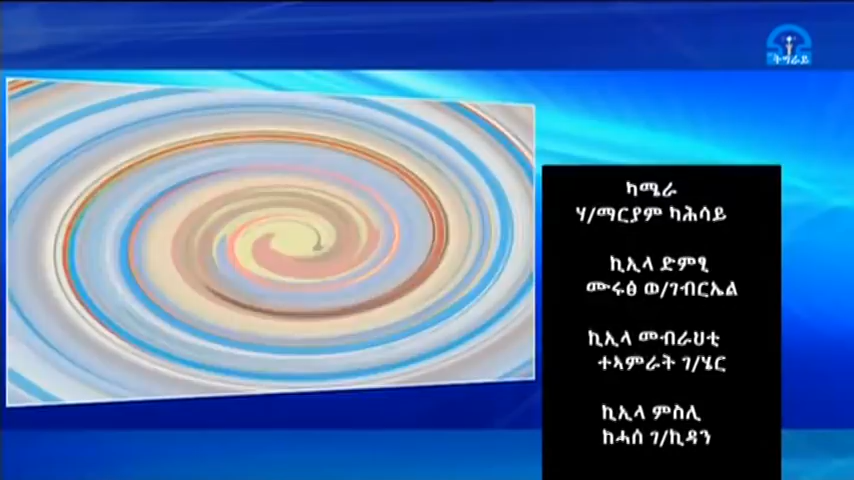 ትግራይ
ካሜራ
ሃ/ማርያም ካሕሳይ
ኪኢላ ድምፂ
ሙሩፅ ወ/ገብርኤል
ኪኢላ መብራህቲ
ተኣምራት ገ/ሄር
ኪኢላ ምስሊ
ከሓሰ ገ/ኪዳን